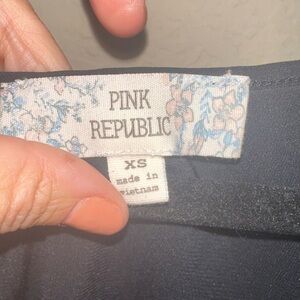 PINK
REPUBLIC
XS
made in
vietnam